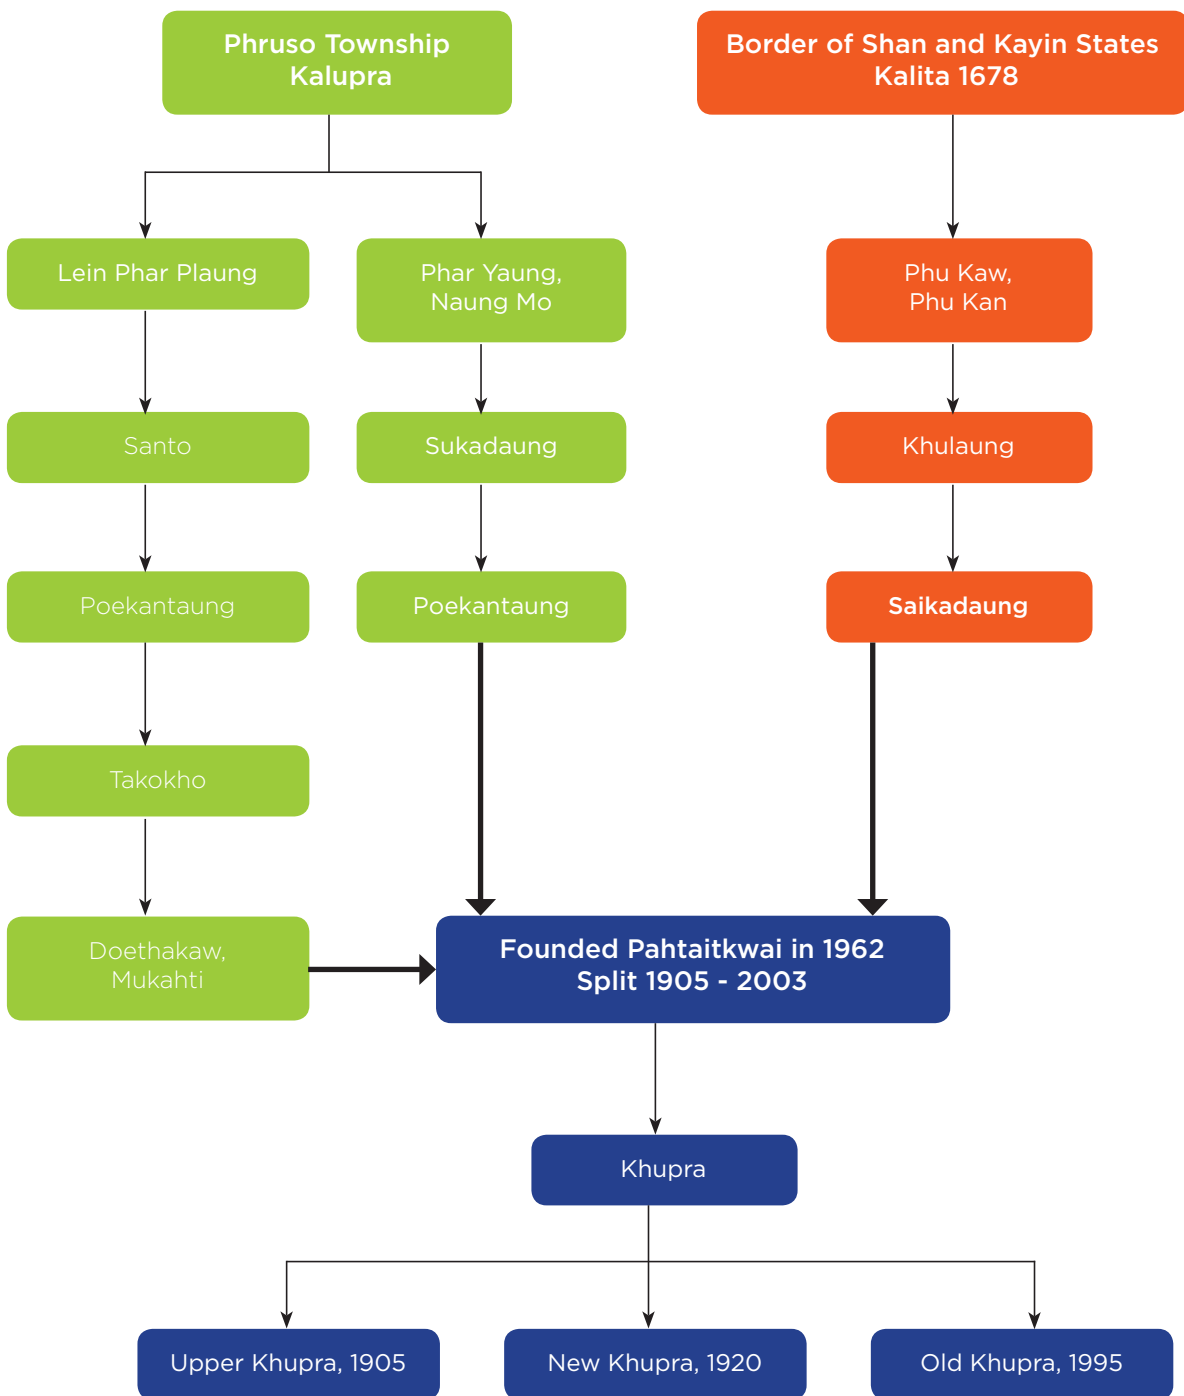 Phruso Township
Kalupra
Border of Shan and Kayin States
Kalita 1678
Lein Phar Plaung
Phar Yaung,
Naung Mo
Phu Kaw,
Phu Kan
Santo
Sukadaung
Khulaung
Poekantaung
Poekantaung
Saikadaung
Takokho
Doethakaw,
Mukahti
Founded Pahtaitkwai in 1962
Split 1905 - 2003
Khupra
Upper Khupra, 1905
New Khupra, 1920
Old Khupra, 1995